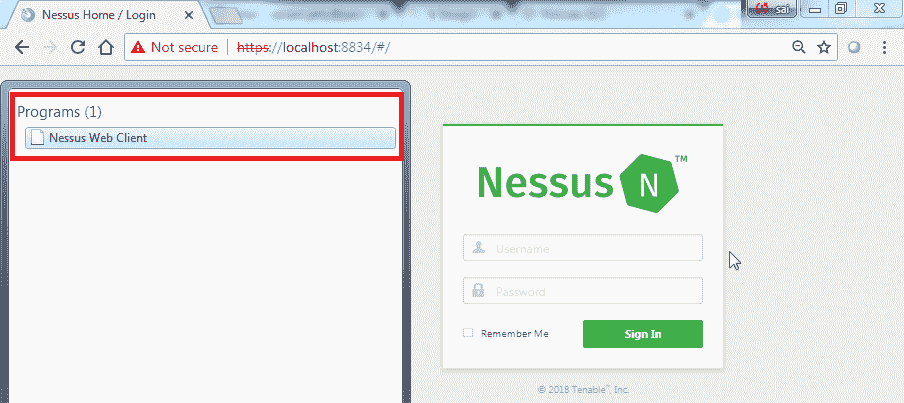 Nessus Home / Login
sai
Not secure
https://localhost:8834/#/
Programs (1)
Nessus Web Client
Nessus N ™
Username
Password
Remember Me
Sign In
© 2018 Tenable™, Inc.